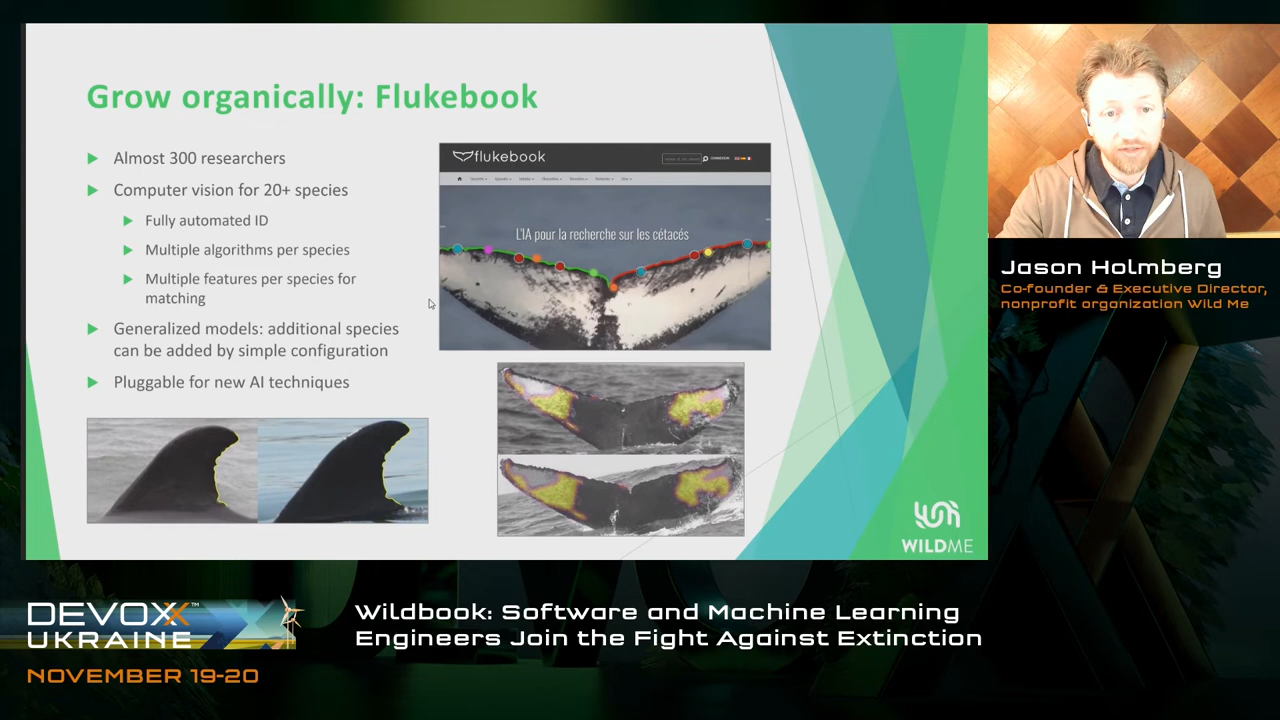 Grow organically: Flukebook
Almost 300 researchers
Computer vision for 20+ species
Fully automated ID
Multiple algorithms per species
Multiple features per species for
matching
Generalized models: additional species
can be added by simple configuration
Pluggable for new AI techniques
flukebook
L'IA pour la recherche sur les cétacés
WILDME
Jason Holmberg
Co-founder & Executive Director,
nonprofit organization Wild Me
DEVOXX™
UKRAINE
NOVEMBER 19-20
Wildbook: Software and Machine Learning
Engineers Join the Fight Against Extinction